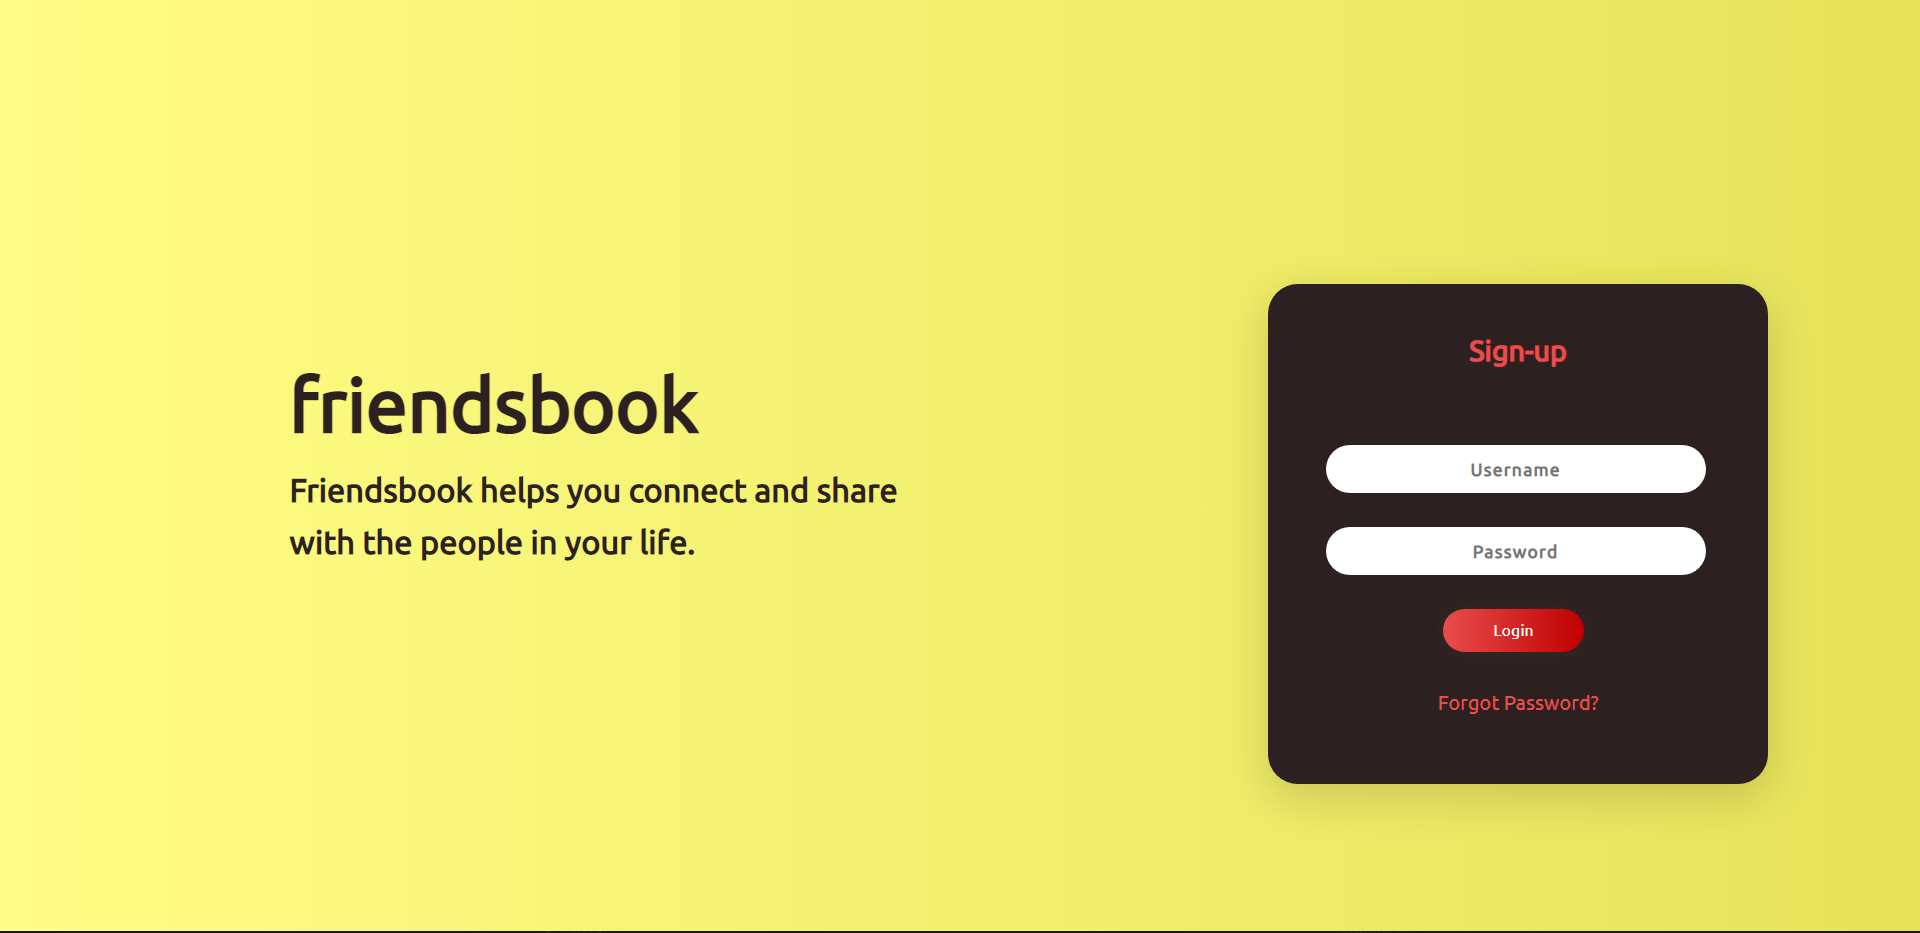 friendsbook
Friendsbook helps you connect and share
with the people in your life.
Sign-up
Username
Password
Login
Forgot Password?